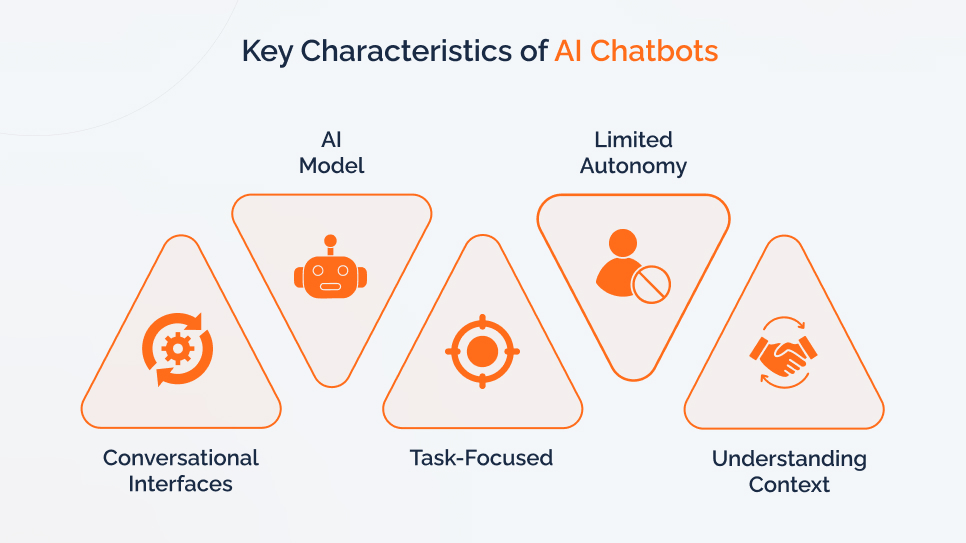 Key Characteristics of AI Chatbots
AI
Model
Limited
Autonomy
Conversational
Interfaces
Task-Focused
Understanding
Context